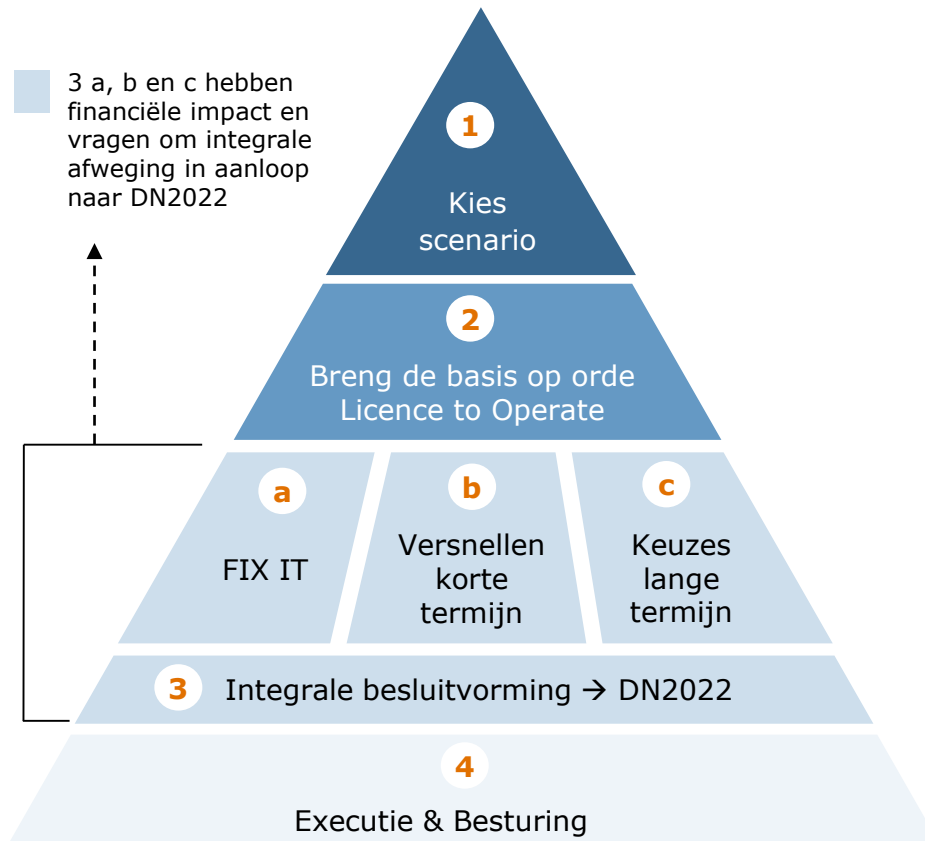 3 a, b en c hebben
financiële impact en
vragen om integrale
afweging in aanloop
naar DN2022
1
Kies
scenario
2
Breng de basis op orde
Licence to Operate
a
FIX IT
b
Versnellen
korte
termijn
c
Keuzes
lange
termijn
3 Integrale besluitvorming → DN2022
4
Executie & Besturing